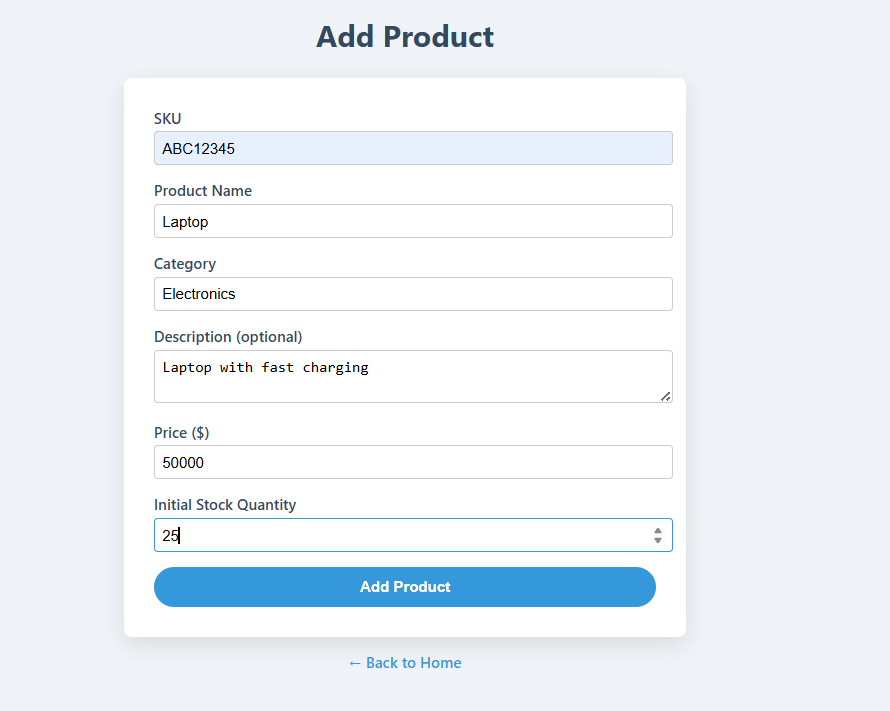 Add Product
SKU
ABC12345
Product Name
Laptop
Category
Electronics
Description (optional)
Laptop with fast charging
Price ($)
50000
Initial Stock Quantity
25
Add Product
← Back to Home